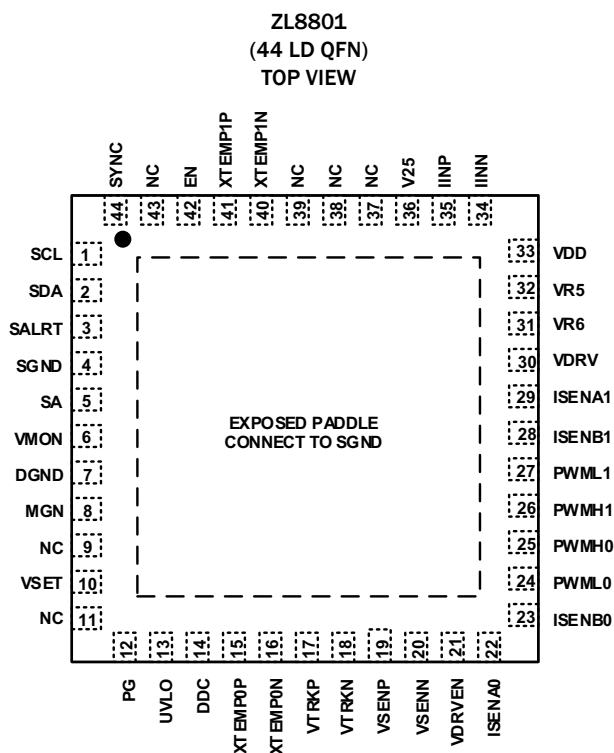 ZL8801
(44 LD QFN)
TOP VIEW
SYNC
NC
EN
XTEMP1P
XTEMP1N
NC
NC
NC
V25
IINP
IINN
44
43
42
41
40
39
38
37
36
35
34
SCL 1
SDA 2
SALRT 3
SGND 4
SA 5
VMON 6
DGND 7
MGN 8
NC 9
VSET 10
NC 11
EXPOSED PADDLE
CONNECT TO SGND
33 VDD
32 VR5
31 VR6
30 VDRV
29 ISENA1
28 ISENB1
27 PWML1
26 PWMH1
25 PWMH0
24 PWML0
23 ISENB0
12
13
14
15
16
17
18
19
20
21
22
PG
UVLO
DDC
XTEMP0P
XTEMP0N
VTRKP
VTRKN
VSENP
VSENN
VDRVEN
ISENA0